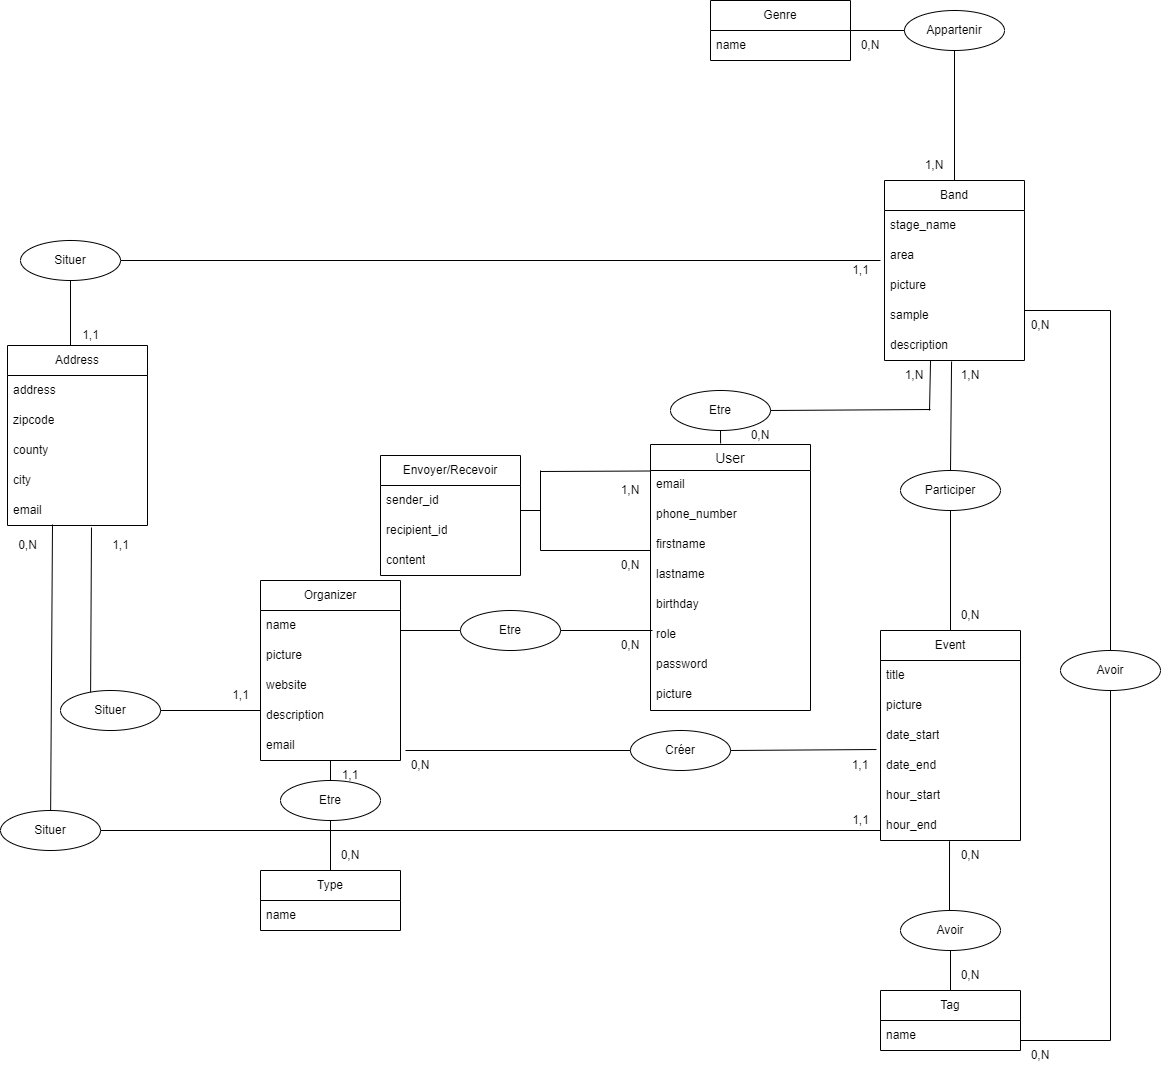 Genre
name
0,N
Appartenir
1,N
Band
stage_name
area
picture
sample
description
Situer
1,1
1,1
0,N
Address
address
zipcode
county
city
email
1,N
1,N
Etre
0,N
User
email
phone_number
firstname
lastname
birthday
role
password
picture
Envoyer/Recevoir
sender_id
recipient_id
content
1,N
0,N
Participer
0,N
0,N
1,1
Organizer
name
picture
website
description
email
Etre
0,N
Event
title
picture
date_start
date_end
hour_start
hour_end
Avoir
Situer
1,1
Créer
0,N
1,1
1,1
Etre
Situer
1,1
0,N
0,N
Type
name
Avoir
0,N
Tag
name
0,N